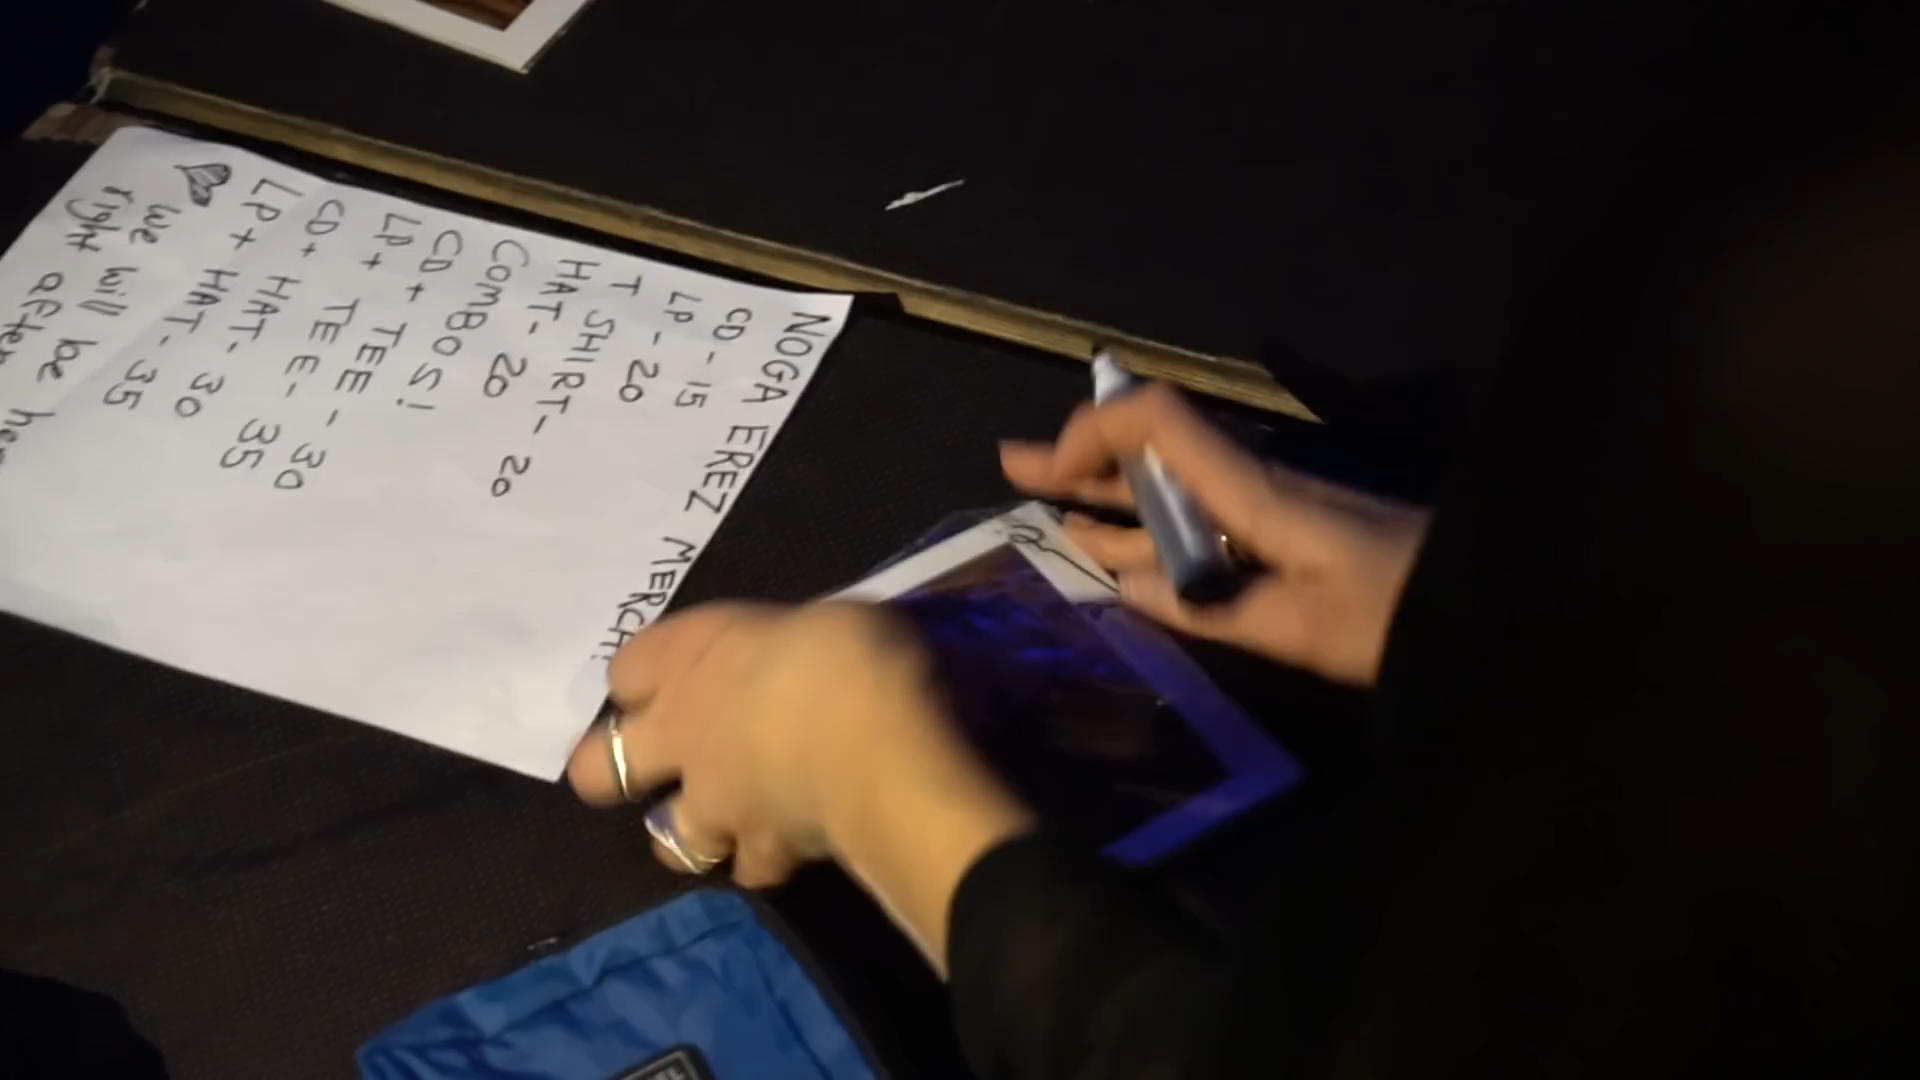 NOGA EREZ MERCH!
CD - 15
LP - 20
T SHIRT - 20
HAT - 20
COMBOS!
CD + TEE - 30
LP + TEE - 35
CD + HAT - 30
LP + HAT - 35
We will be
right after